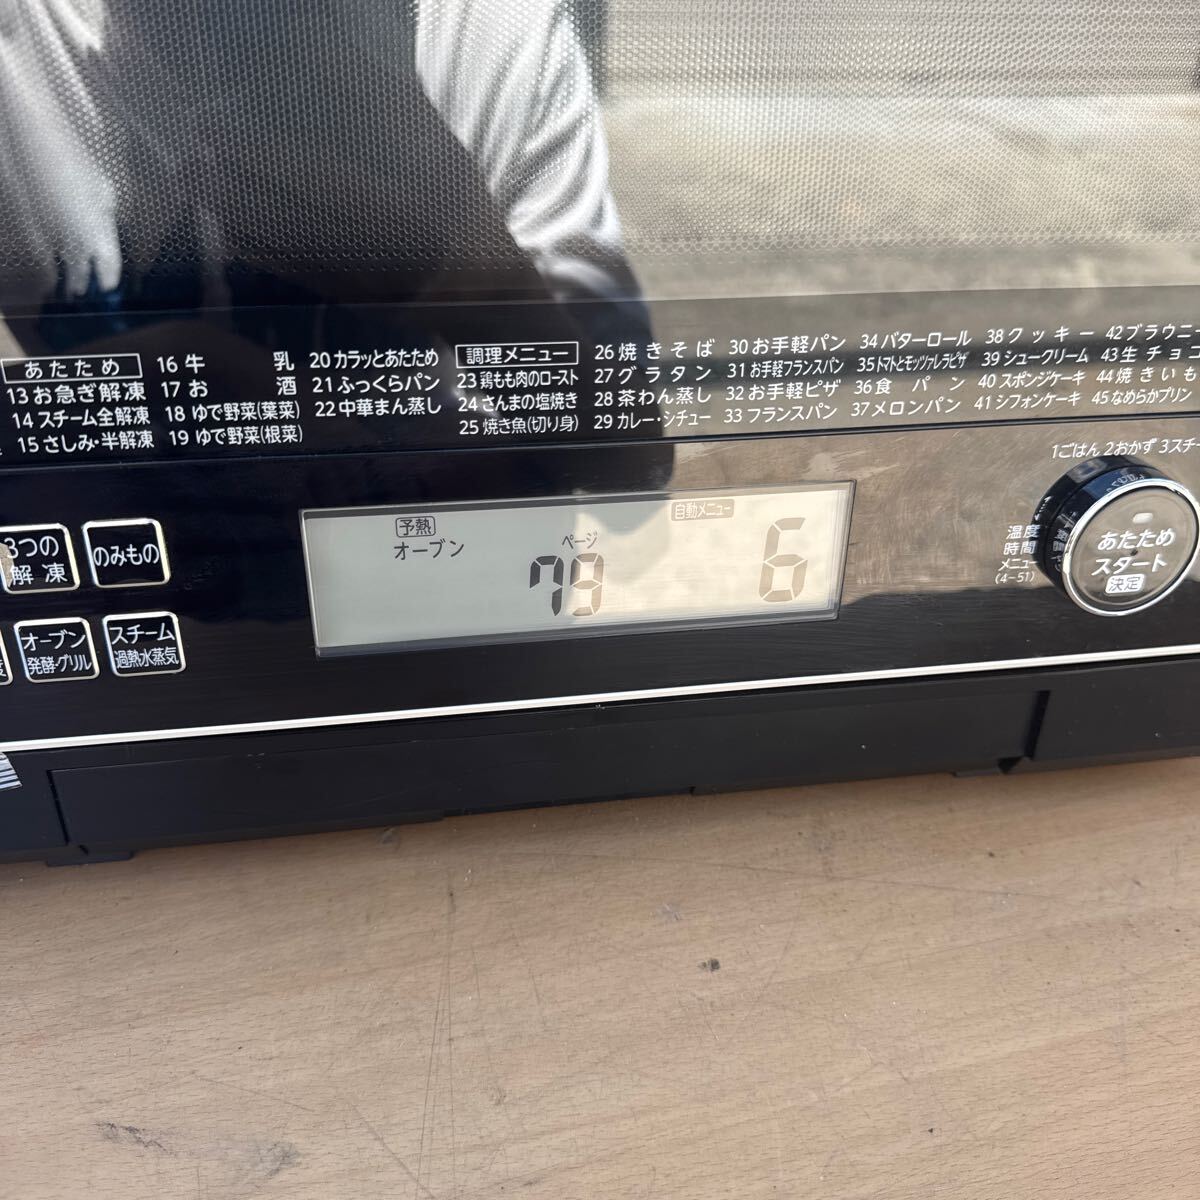 あたため
13 お急ぎ解凍
14 スチーム全解凍
15 さしみ・半解凍
16 牛乳
17 お酒
18 ゆで野菜(葉菜)
19 ゆで野菜(根菜)
20 カラッとあたため
21 ふっくらパン
22 中華まん蒸し
調理メニュー
23 鶏もも肉のロースト
24 さんまの塩焼き
25 焼き魚(切り身)
26 焼きそば
27 グラタン
28 茶わん蒸し
29 カレー・シチュー
30 お手軽パン
31 お手軽フランスパン
32 お手軽ピザ
33 フランスパン
34 バターロール
35 トマトとモッツァレラピザ
36 食パン
37 メロンパン
38 クッキー
39 シュークリーム
40 スポンジケーキ
41 シフォンケーキ
42 ブラウニー
43 生チョコ
44 焼きいも
45 なめらかプリン
1ごはん 2おかず 3スチー
3つの
解凍
のみもの
オーブン
発酵・グリル
スチーム
過熱水蒸気
予熱
オーブン
ページ
79
自動メニュー
6
温度
時間
メニュー
(4-51)
あたため
スタート
決定